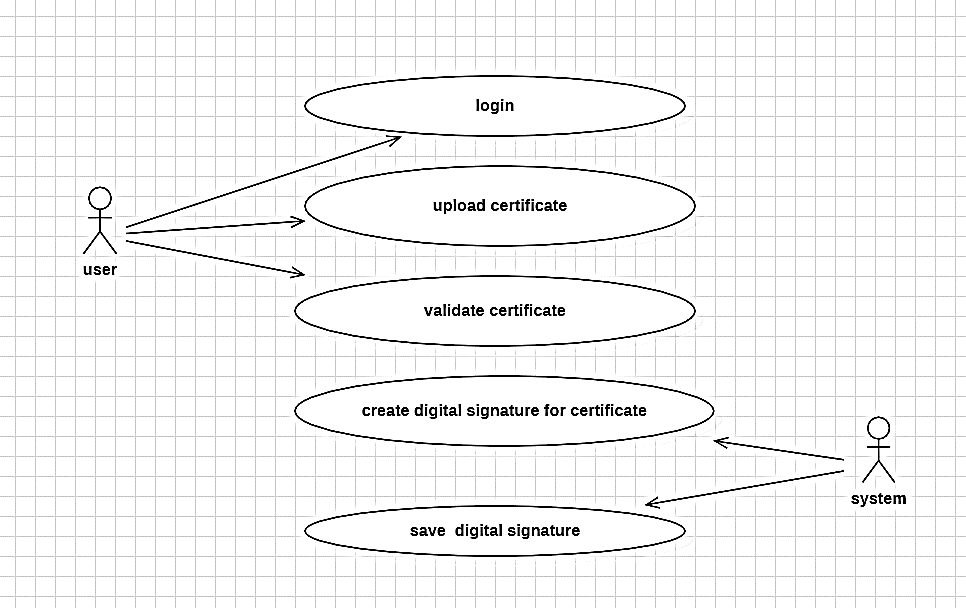 login
upload certificate
user
validate certificate
create digital signature for certificate
system
save  digital signature